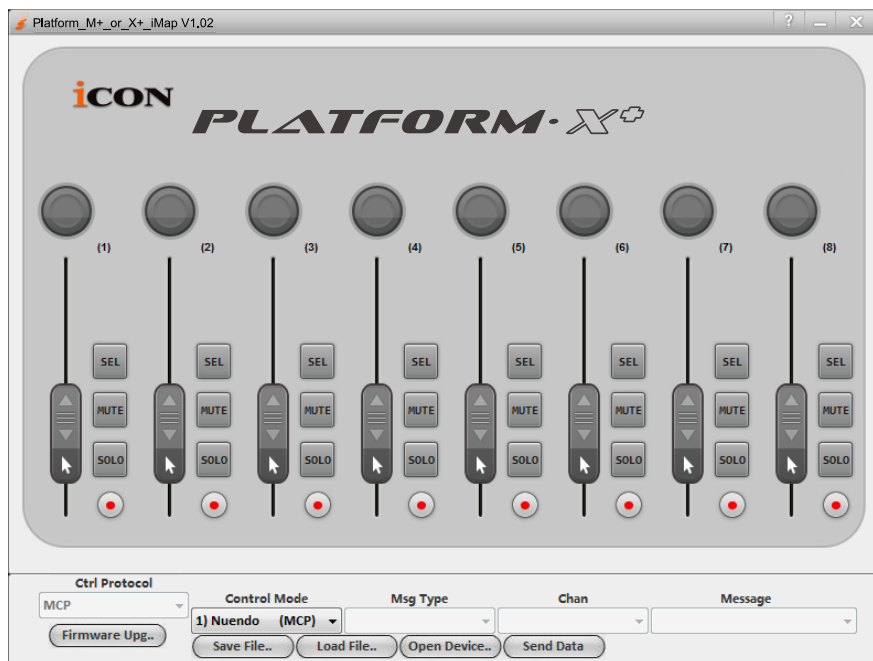 Platform_M+_or_X+_iMap V1.02 ?
iCON
PLATFORM·X+
(1) (2) (3) (4) (5) (6) (7) (8)
SEL SEL SEL SEL SEL SEL SEL SEL
MUTE MUTE MUTE MUTE MUTE MUTE MUTE MUTE
SOLO SOLO SOLO SOLO SOLO SOLO SOLO SOLO
Ctrl Protocol
Control Mode Msg Type Chan Message
MCP
1) Nuendo (MCP)
Firmware Upg..
Save File.. Load File.. Open Device.. Send Data